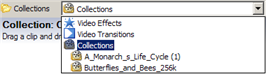 Collections Collections
Collection: C
Drag a clip and d
Video Effects
Video Transitions
Collections
A_Monarch_s_Life_Cycle (1)
Butterflies_and_Bees_256k